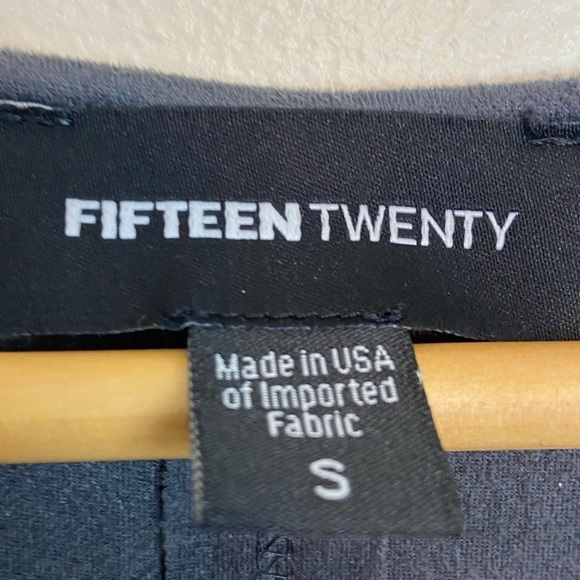 FIFTEEN TWENTY
Made in USA
of Imported
Fabric
S